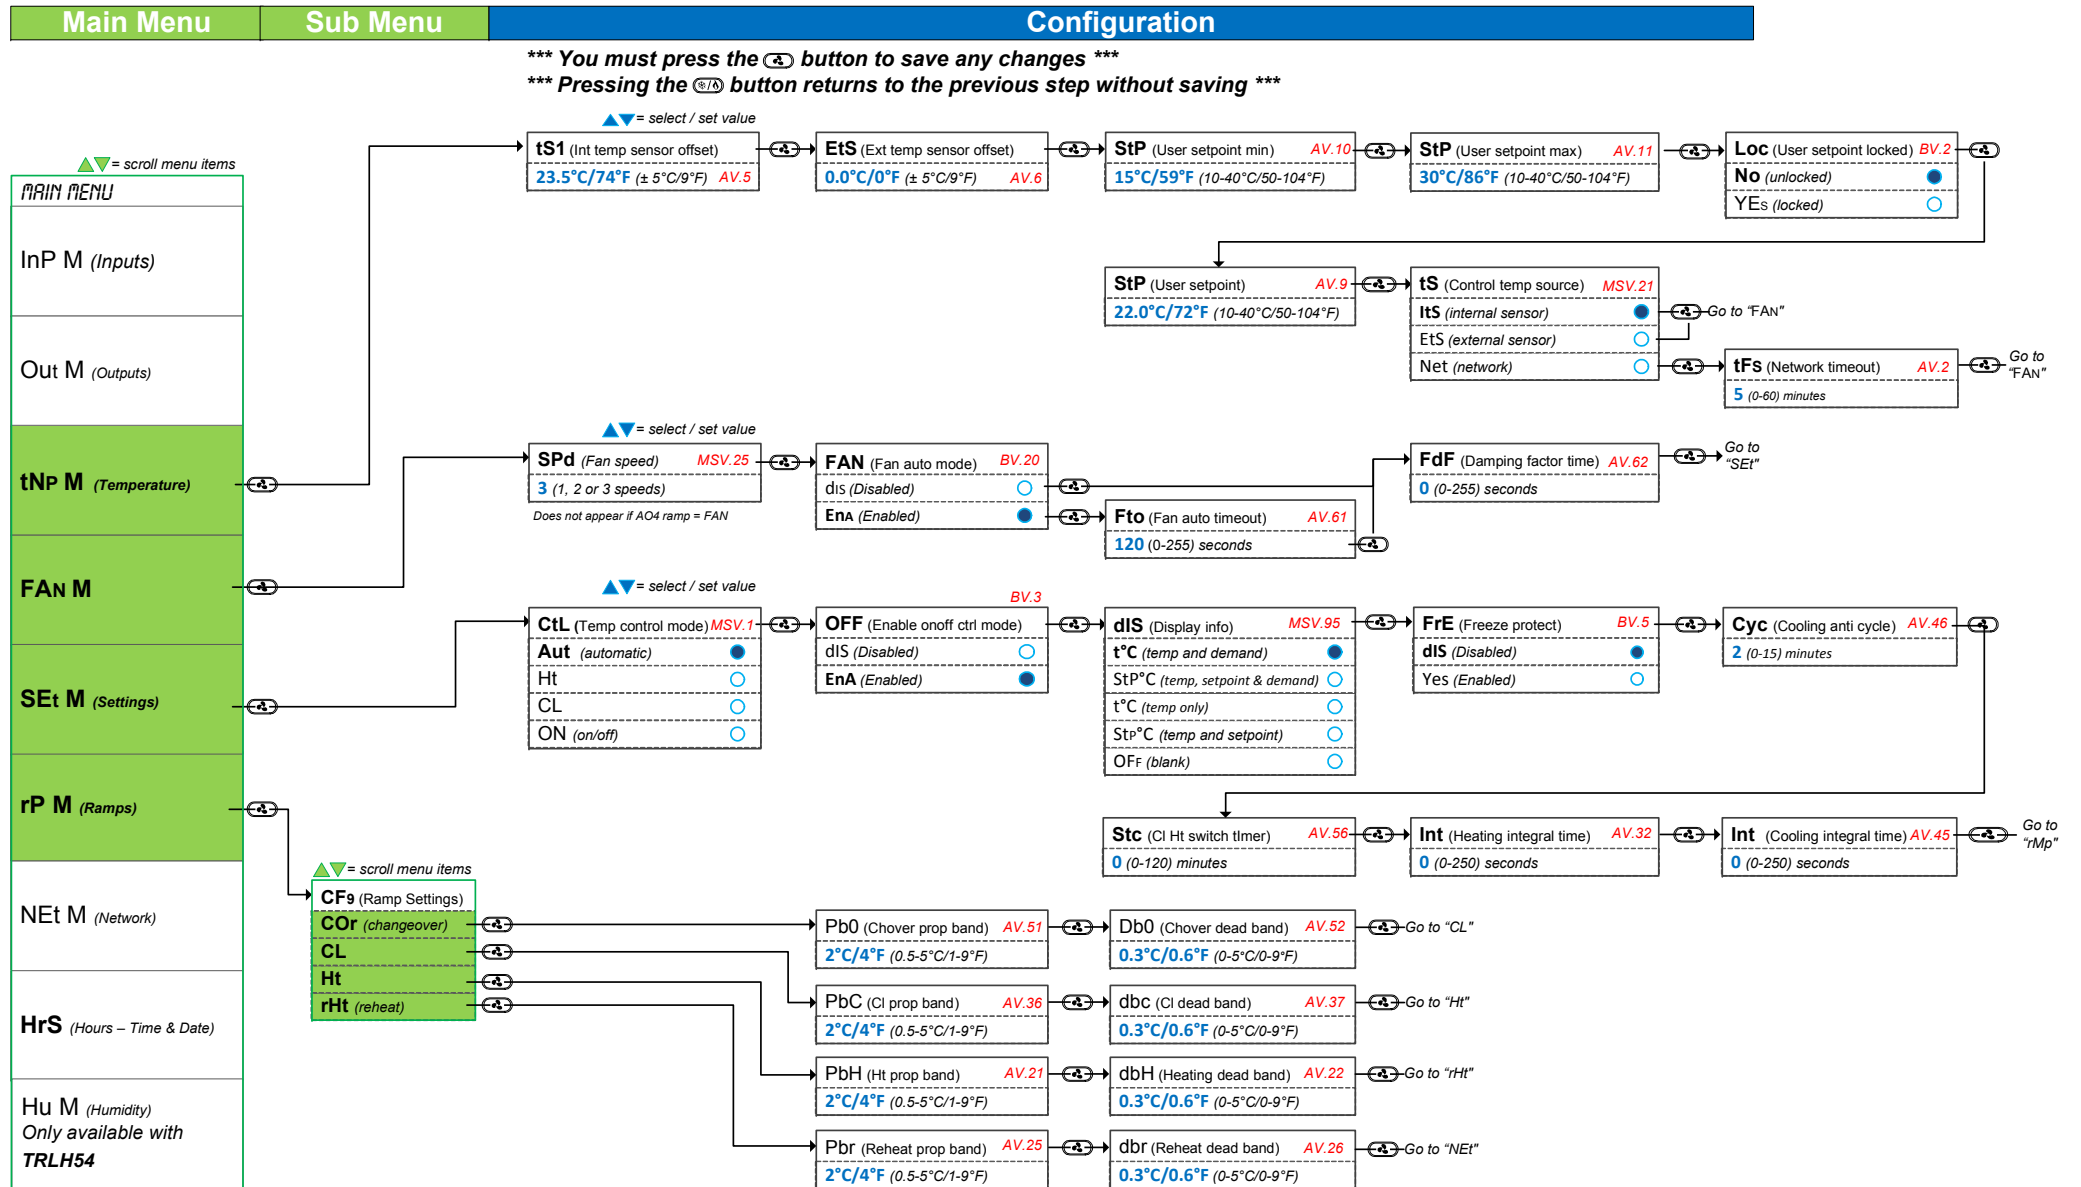 Main Menu
Sub Menu
Configuration
*** You must press the button to save any changes ***
*** Pressing the button returns to the previous step without saving ***
= scroll menu items
MAIN MENU
InP M (Inputs)
Out M (Outputs)
tNP M (Temperature)
FAN M
SEt M (Settings)
rP M (Ramps)
NEt M (Network)
HrS (Hours – Time & Date)
Hu M (Humidity)
Only available with
TRLH54
= select / set value
tS1 (Int temp sensor offset)
23.5°C/74°F (± 5°C/9°F) AV.5
EtS (Ext temp sensor offset)
0.0°C/0°F (± 5°C/9°F) AV.6
StP (User setpoint min) AV.10
15°C/59°F (10-40°C/50-104°F)
StP (User setpoint max) AV.11
30°C/86°F (10-40°C/50-104°F)
Loc (User setpoint locked) BV.2
No (unlocked)
YEs (locked)
StP (User setpoint) AV.9
22.0°C/72°F (10-40°C/50-104°F)
tS (Control temp source) MSV.21
ItS (internal sensor)
Go to "FAN"
EtS (external sensor)
Net (network)
tFs (Network timeout) AV.2
5 (0-60) minutes
Go to
"FAN"
= select / set value
SPd (Fan speed) MSV.25
3 (1, 2 or 3 speeds)
Does not appear if AO4 ramp = FAN
FAN (Fan auto mode) BV.20
dIS (Disabled)
EnA (Enabled)
Fto (Fan auto timeout) AV.61
120 (0-255) seconds
FdF (Damping factor time) AV.62
0 (0-255) seconds
Go to
"SEt"
= select / set value
CtL (Temp control mode) MSV.1
Aut (automatic)
Ht
CL
ON (on/off)
BV.3
OFF (Enable onoff ctrl mode)
dIS (Disabled)
EnA (Enabled)
dIS (Display info) MSV.95
t°C (temp and demand)
StP°C (temp, setpoint & demand)
t°C (temp only)
StP°C (temp and setpoint)
OFF (blank)
FrE (Freeze protect) BV.5
dIS (Disabled)
Yes (Enabled)
Cyc (Cooling anti cycle) AV.46
2 (0-15) minutes
Stc (Cl Ht switch tImer) AV.56
0 (0-120) minutes
Int (Heating integral time) AV.32
0 (0-250) seconds
Int (Cooling integral time) AV.45
0 (0-250) seconds
Go to
"rMp"
= scroll menu items
CF9 (Ramp Settings)
COr (changeover)
CL
Ht
rHt (reheat)
Pb0 (Chover prop band) AV.51
2°C/4°F (0.5-5°C/1-9°F)
Db0 (Chover dead band) AV.52
0.3°C/0.6°F (0-5°C/0-9°F)
Go to "CL"
PbC (Cl prop band) AV.36
2°C/4°F (0.5-5°C/1-9°F)
dbc (Cl dead band) AV.37
0.3°C/0.6°F (0-5°C/0-9°F)
Go to "Ht"
PbH (Ht prop band) AV.21
2°C/4°F (0.5-5°C/1-9°F)
dbH (Heating dead band) AV.22
0.3°C/0.6°F (0-5°C/0-9°F)
Go to "rHt"
Pbr (Reheat prop band) AV.25
2°C/4°F (0.5-5°C/1-9°F)
dbr (Reheat dead band) AV.26
0.3°C/0.6°F (0-5°C/0-9°F)
Go to "NEt"